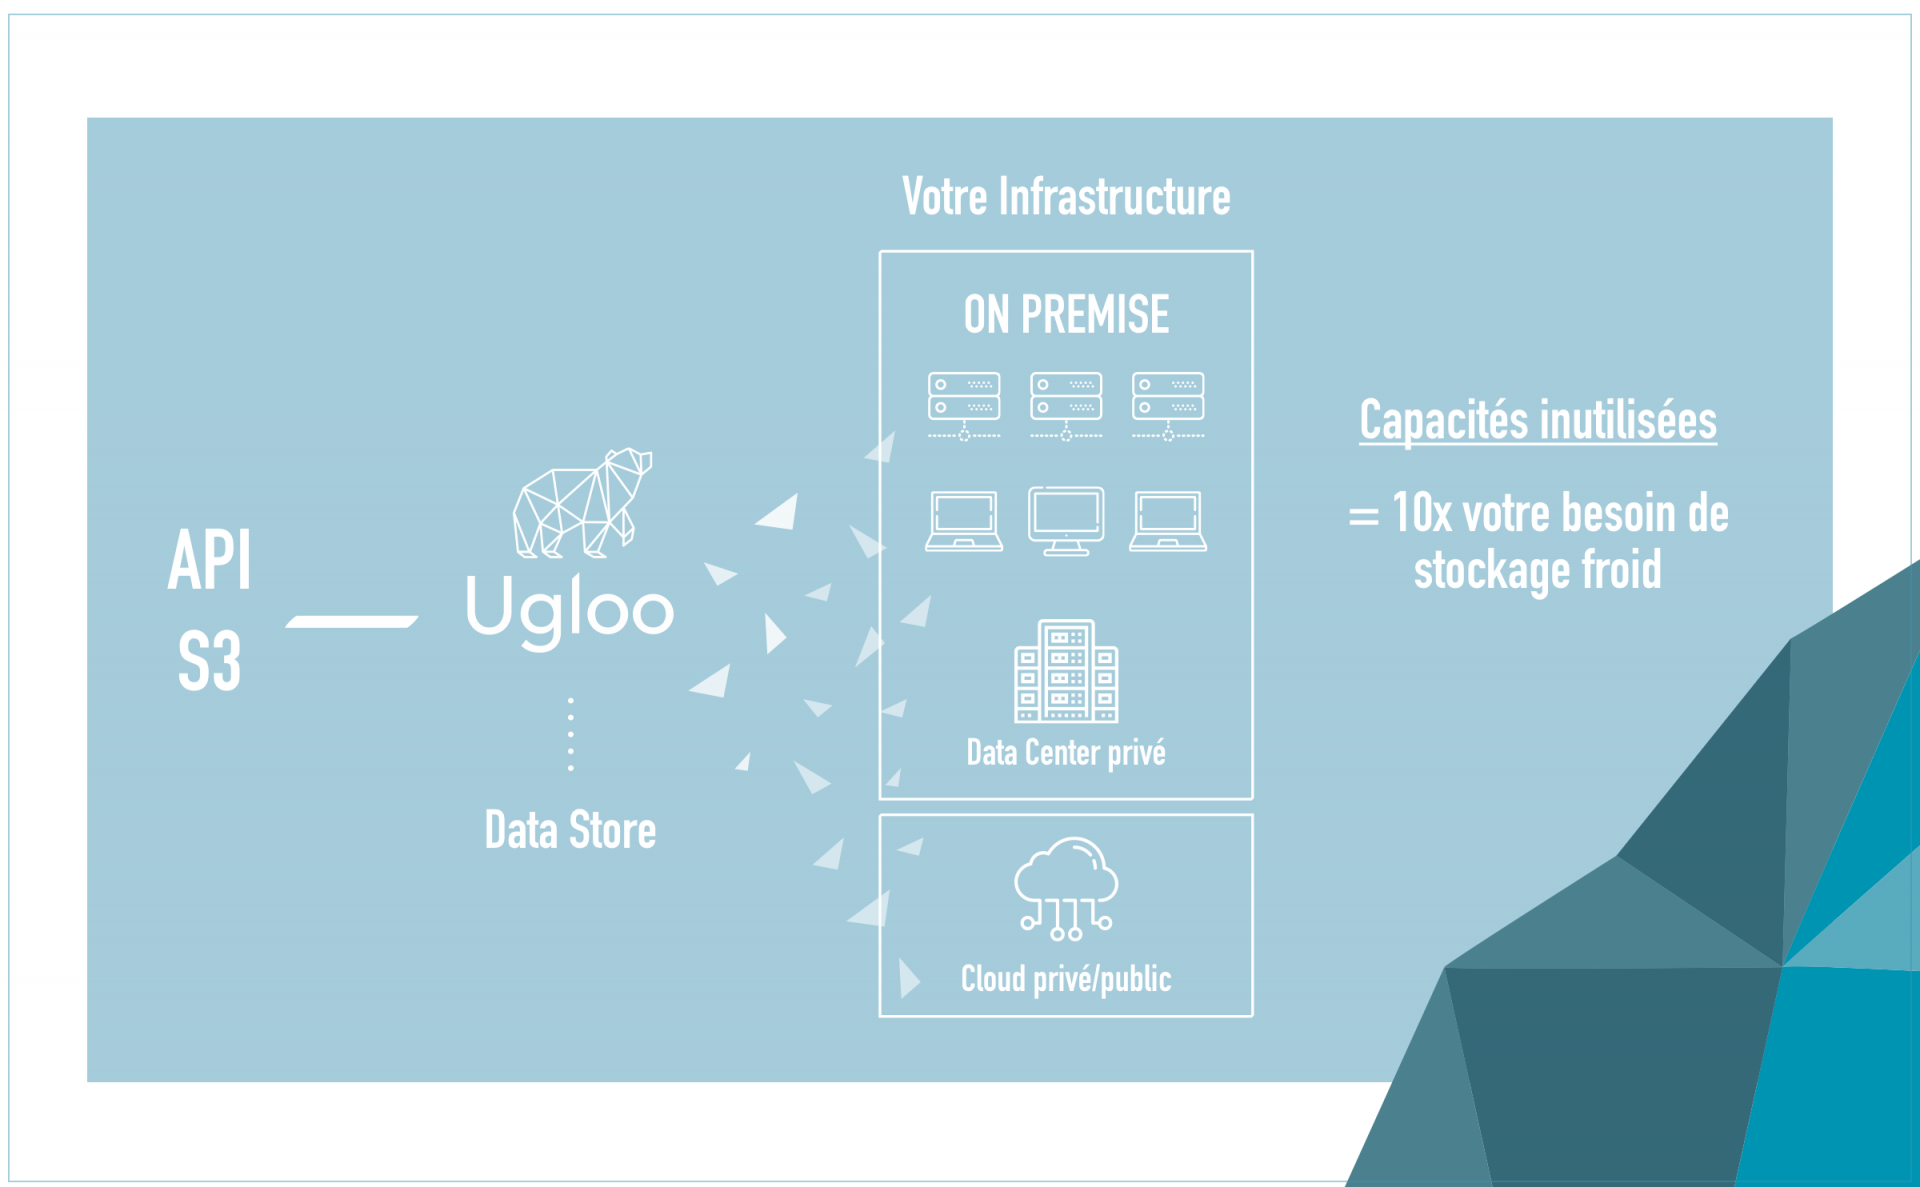 Votre Infrastructure
ON PREMISE
API
S3
Ugloo
Data Store
Data Center privé
Cloud privé/public
Capacités inutilisées
= 10x votre besoin de
stockage froid